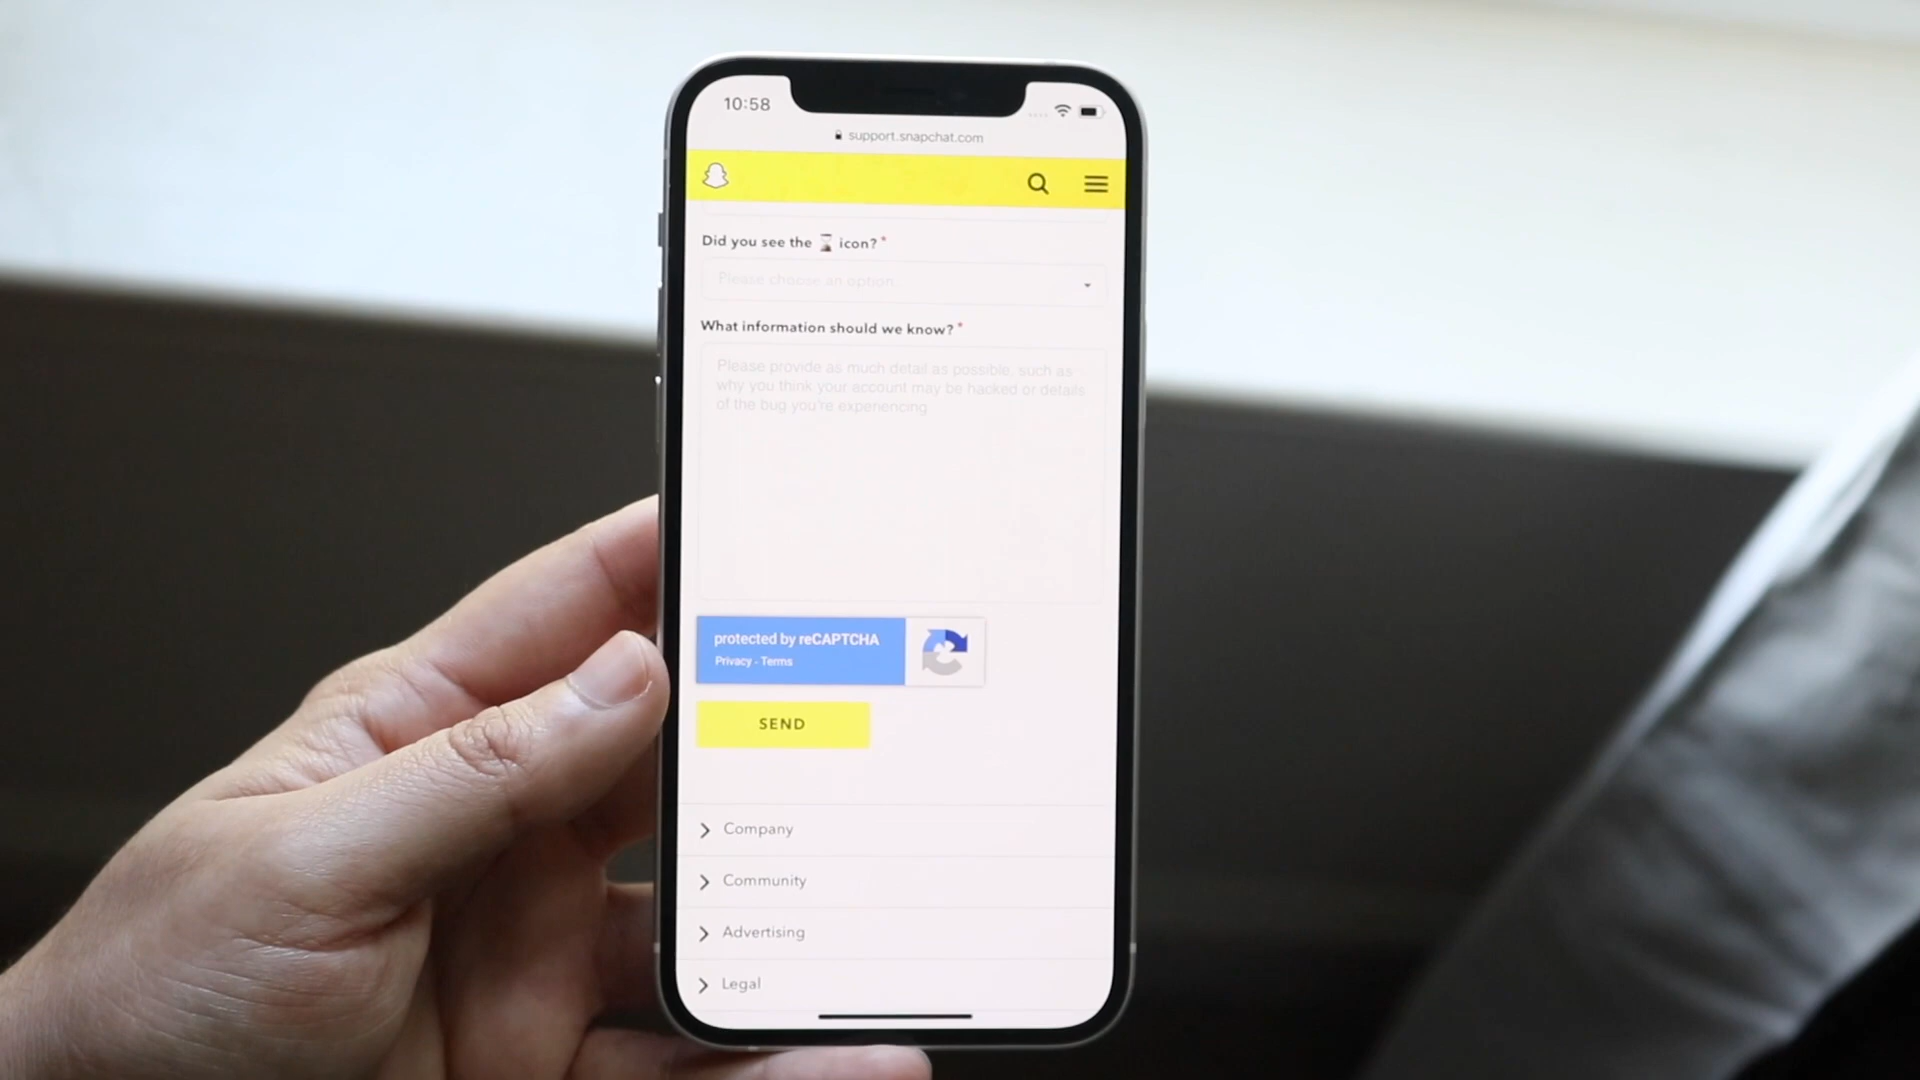 10:58
support.snapchat.com
Did you see the ⌛ icon? *
Please choose an option.
What information should we know? *
Please provide as much detail as possible, such as
why you think your account may be hacked or details
of the bug you're experiencing
protected by reCAPTCHA
Privacy - Terms
SEND
Company
Community
Advertising
Legal